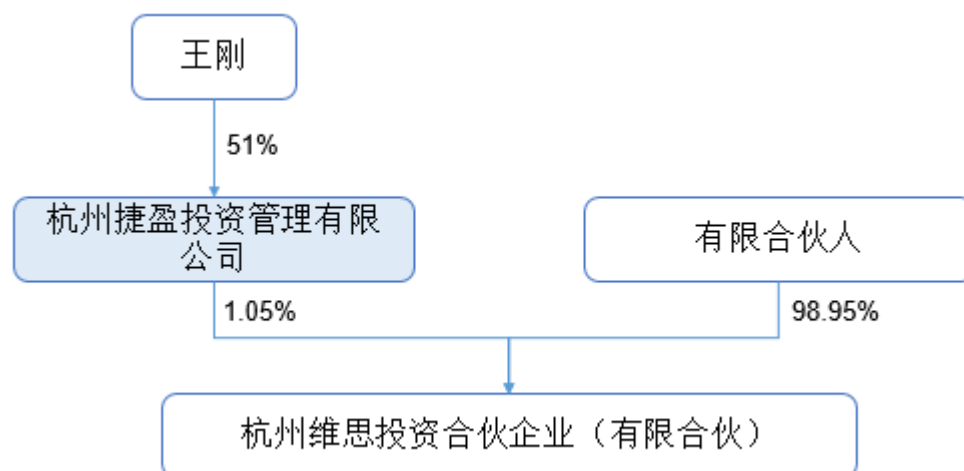 王刚
51%
杭州捷盈投资管理有限
公司
有限合伙人
1.05%
98.95%
杭州维思投资合伙企业（有限合伙）